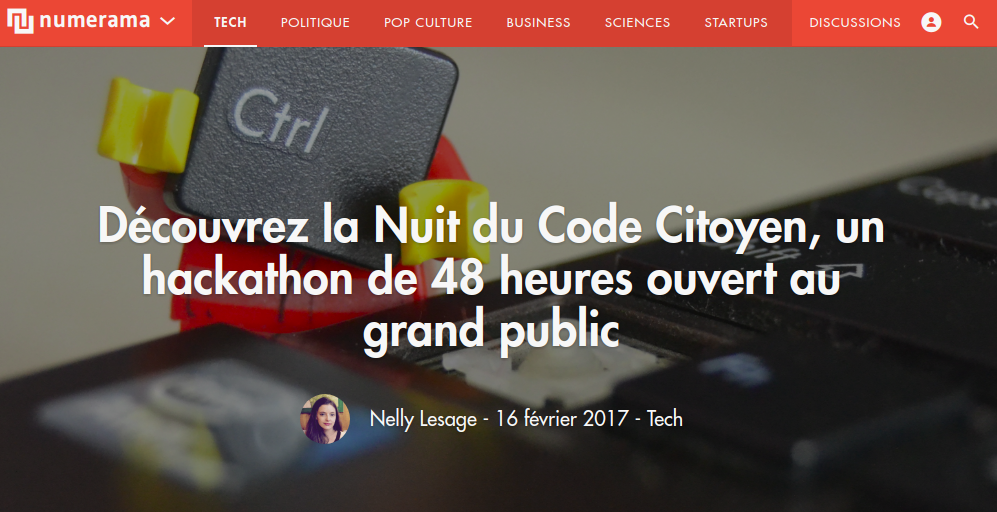 numerama TECH POLITIQUE POP CULTURE BUSINESS SCIENCES STARTUPS DISCUSSIONS
Ctrl
Découvrez la Nuit du Code Citoyen, un
hackathon de 48 heures ouvert au
grand public
Nelly Lesage - 16 février 2017 - Tech